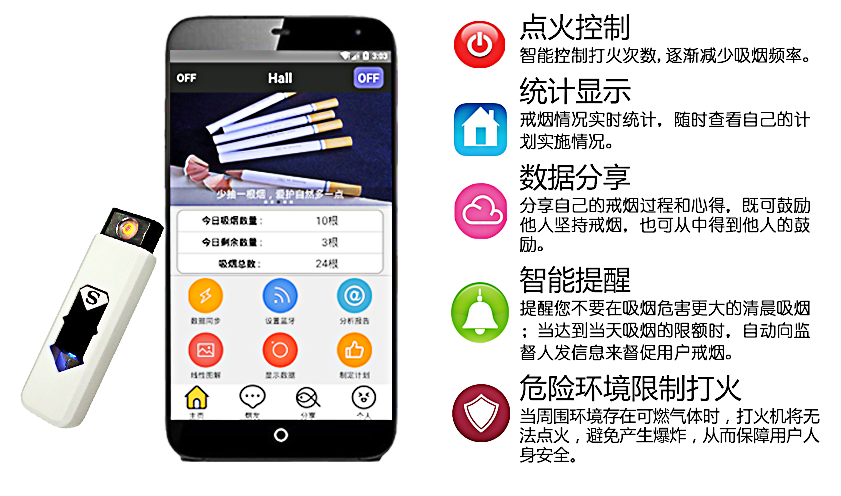 3:03
OFF
Hall
OFF
少抽一根烟，爱护自然多一点
今日吸烟数量： 10根
今日剩余数量： 3根
吸烟总数： 24根
数据同步
设置蓝牙
分析报告
线性图解
显示数据
制定计划
主页
烟友
分享
个人
S
点火控制
智能控制打火次数,逐渐减少吸烟频率。
统计显示
戒烟情况实时统计，随时查看自己的计
划实施情况。
数据分享
分享自己的戒烟过程和心得，既可鼓励
他人坚持戒烟，也可从中得到他人的鼓
励。
智能提醒
提醒您不要在吸烟危害更大的清晨吸烟
；当达到当天吸烟的限额时，自动向监
督人发信息来督促用户戒烟。
危险环境限制打火
当周围环境存在可燃气体时，打火机将无
法点火，避免产生爆炸，从而保障用户人
身安全。